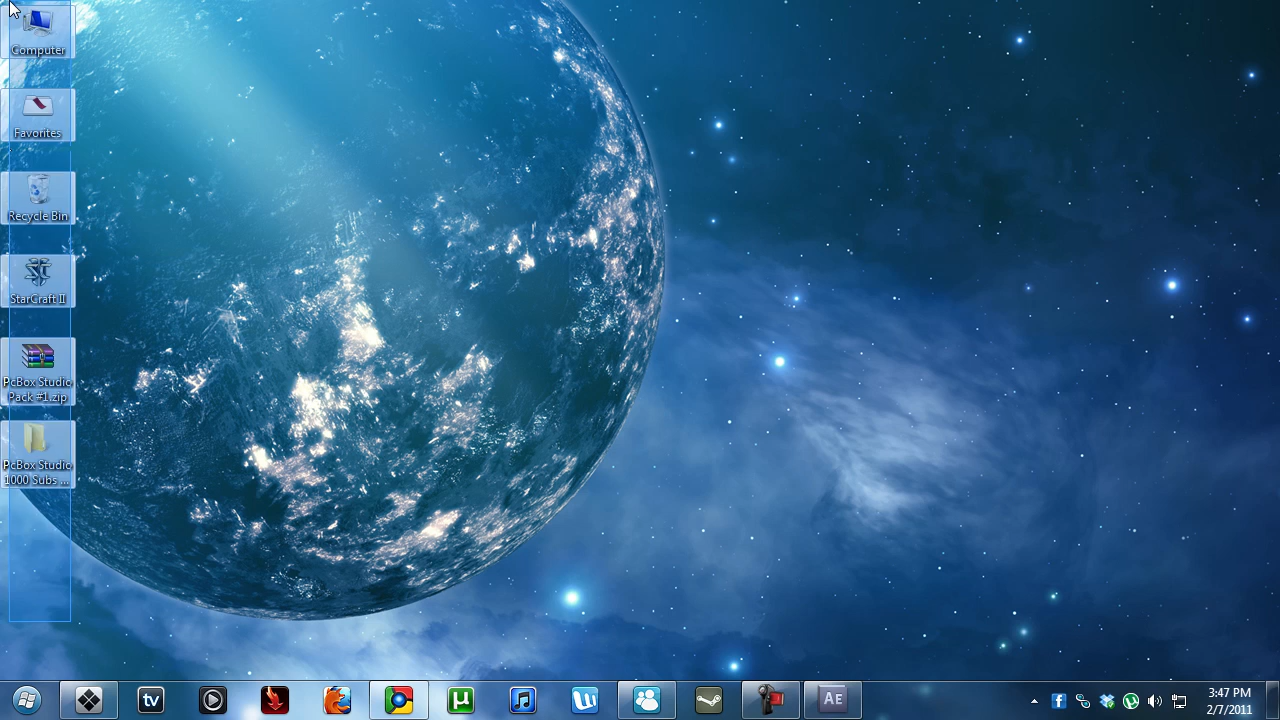 Computer
Favorites
Recycle Bin
StarCraft II
PcBox Studio
Pack #1.zip
PcBox Studio
1000 Subs ...
tv
µ
AE
f
3:47 PM
2/7/2011